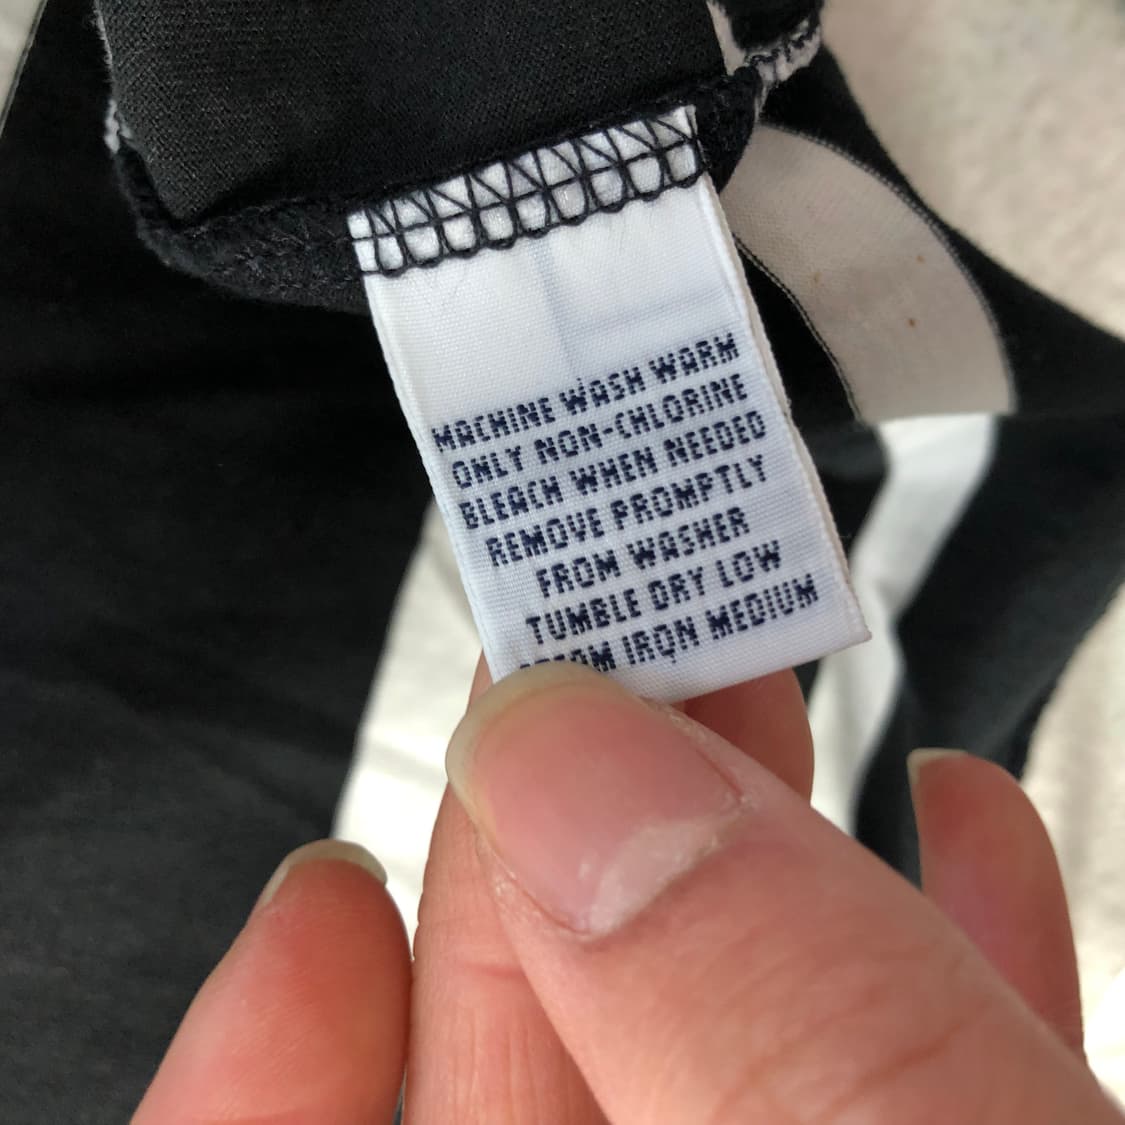 MACHINE WASH WARM
ONLY NON-CHLORINE
BLEACH WHEN NEEDED
REMOVE PROMPTLY
FROM WASHER
TUMBLE DRY LOW
IRON MEDIUM